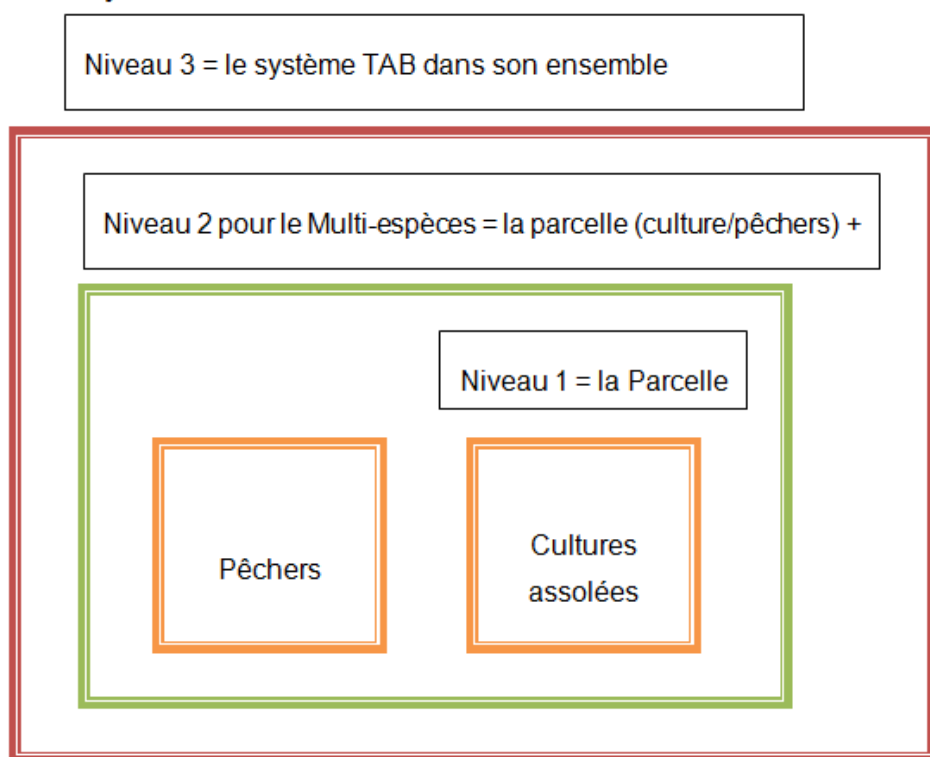 Niveau 3 = le système TAB dans son ensemble
Niveau 2 pour le Multi-espèces = la parcelle (culture/pêchers) +
Niveau 1 = la Parcelle
Pêchers
Cultures
assolées